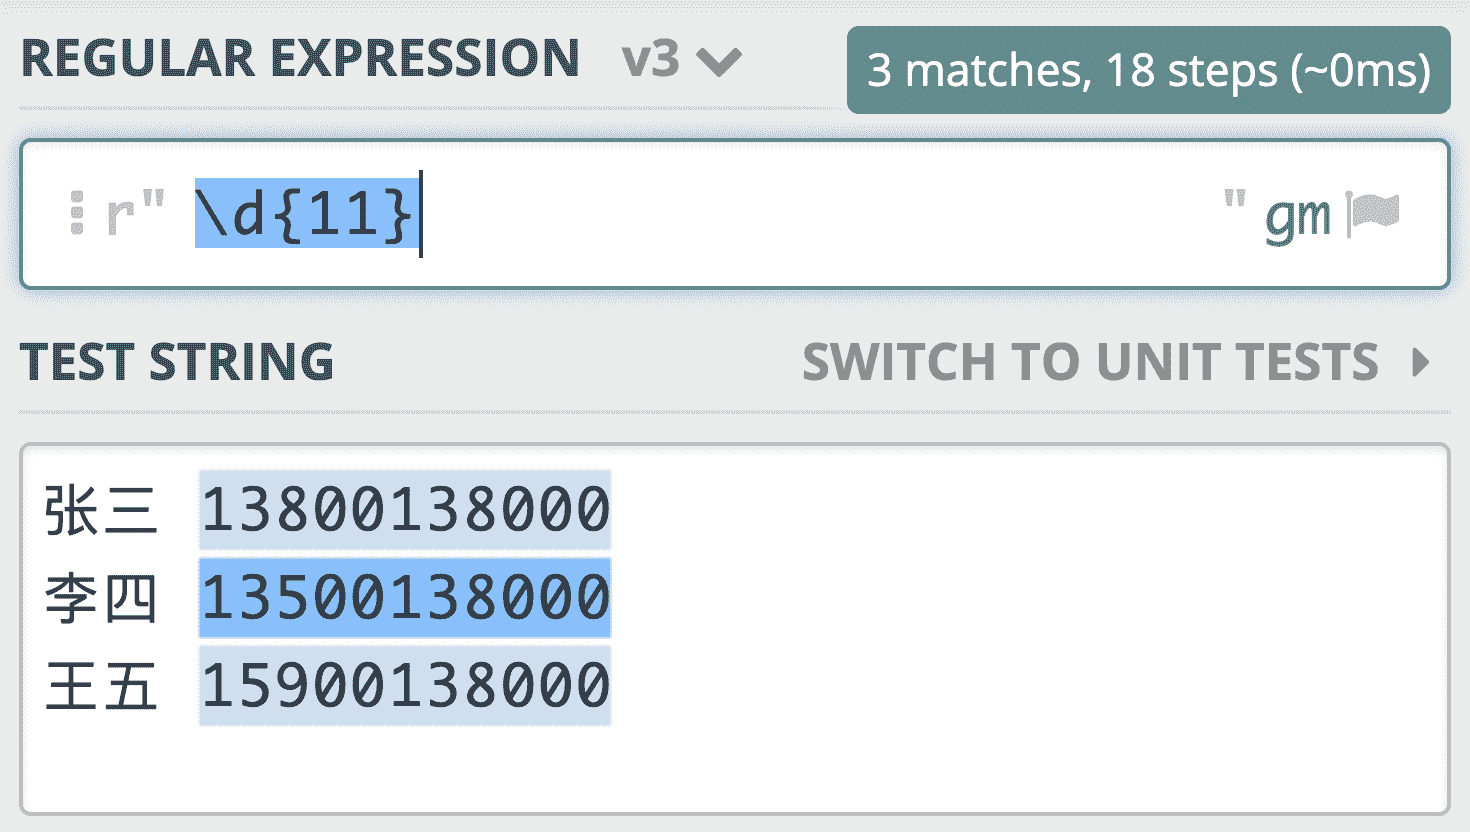 REGULAR EXPRESSION v3 3 matches, 18 steps (~0ms)
r" \d{11} " gm
TEST STRING SWITCH TO UNIT TESTS
张三 13800138000
李四 13500138000
王五 15900138000